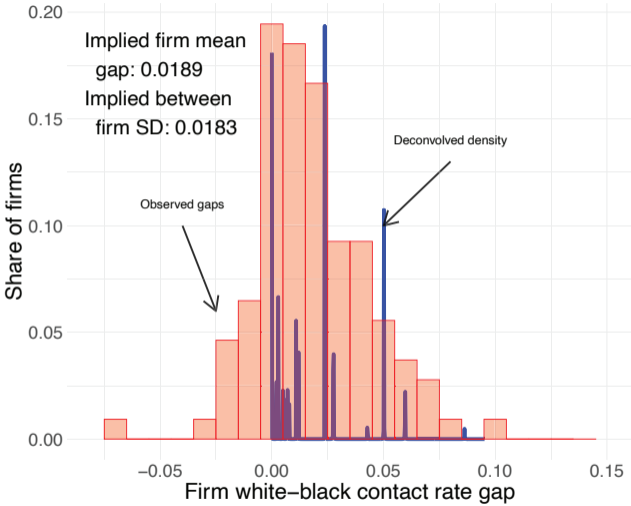 0.20
Implied firm mean
gap: 0.0189
Implied between
firm SD: 0.0183
0.15
Deconvolved density
Observed gaps
0.10
Share of firms
0.05
0.00
−0.05 0.00 0.05 0.10 0.15
Firm white−black contact rate gap